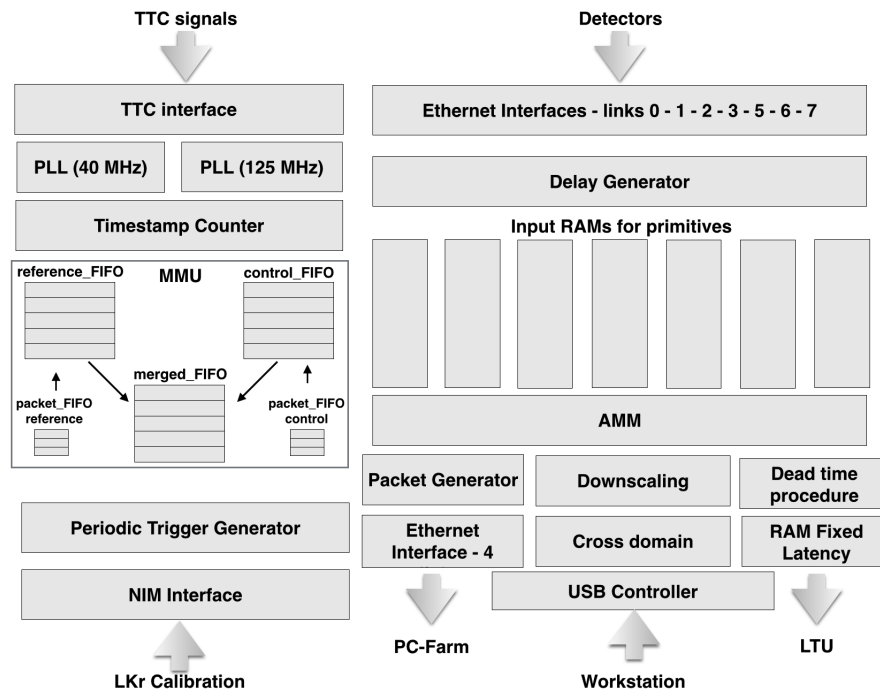 TTC signals
TTC interface
PLL (40 MHz)
PLL (125 MHz)
Timestamp Counter
reference_FIFO
MMU
control_FIFO
merged_FIFO
packet_FIFO
reference
packet_FIFO
control
Periodic Trigger Generator
NIM Interface
LKr Calibration
Detectors
Ethernet Interfaces - links 0 - 1 - 2 - 3 - 5 - 6 - 7
Delay Generator
Input RAMs for primitives
AMM
Packet Generator
Downscaling
Dead time
procedure
Ethernet
Interface - 4
Cross domain
RAM Fixed
Latency
USB Controller
PC-Farm
Workstation
LTU